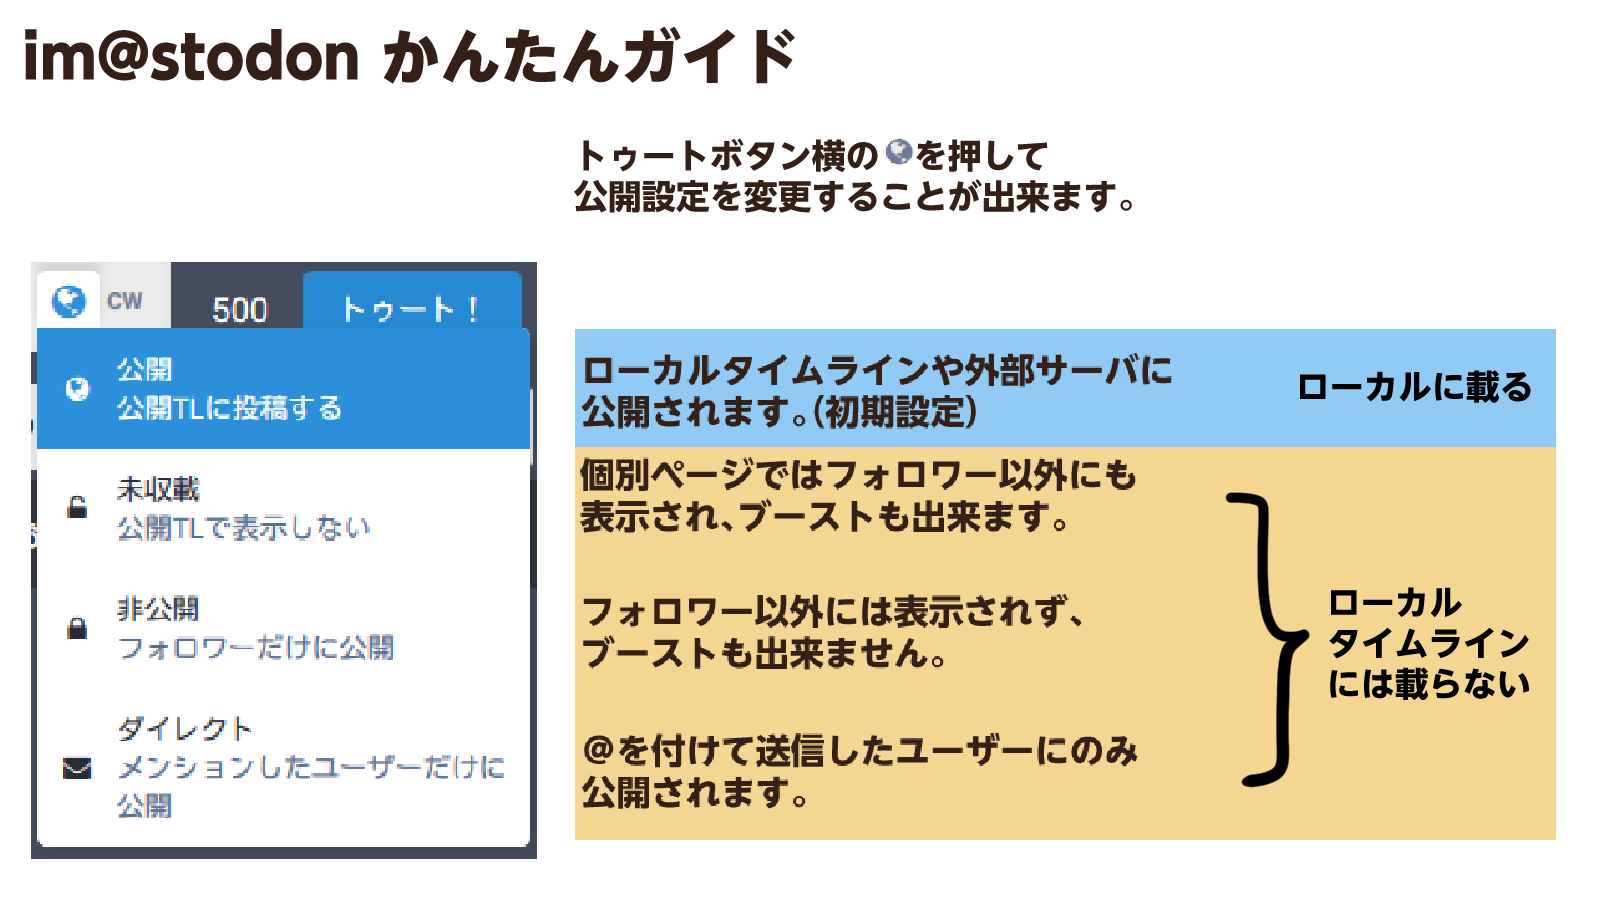 im@stodon かんたんガイド
トゥートボタン横の を押して
公開設定を変更することが出来ます。
CW
500
トゥート！
公開
公開TLに投稿する
未収載
公開TLで表示しない
非公開
フォロワーだけに公開
ダイレクト
メンションしたユーザーだけに
公開
ローカルタイムラインや外部サーバに
公開されます。(初期設定)
ローカルに載る
個別ページではフォロワー以外にも
表示され、ブーストも出来ます。
フォロワー以外には表示されず、
ブーストも出来ません。
@を付けて送信したユーザーにのみ
公開されます。
ローカル
タイムライン
には載らない